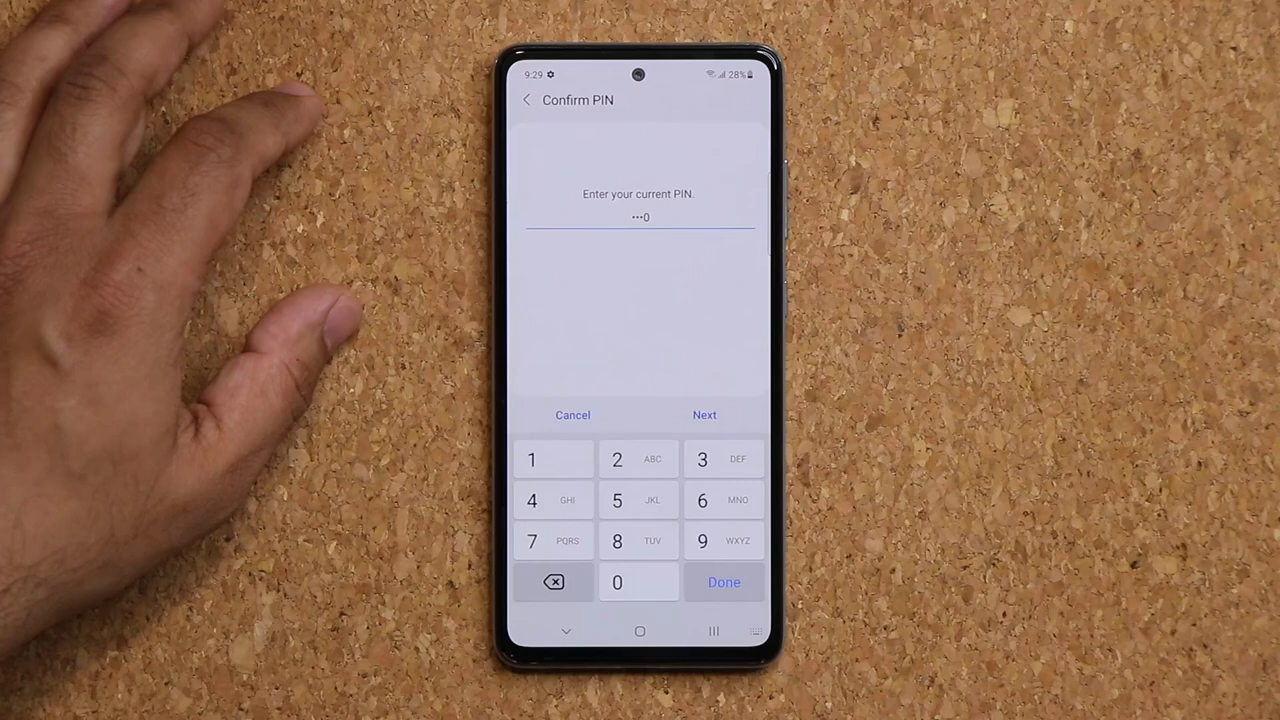 9:29 28%
Confirm PIN
Enter your current PIN.
•••0
Cancel Next
1 2 ABC 3 DEF
4 GHI 5 JKL 6 MNO
7 PQRS 8 TUV 9 WXYZ
0 Done